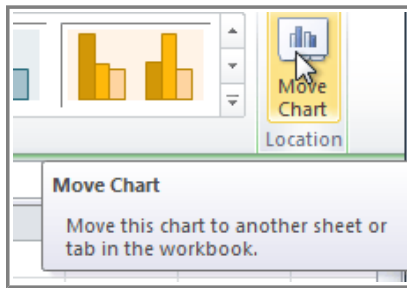 Move
Chart
Location
Move Chart
Move this chart to another sheet or
tab in the workbook.